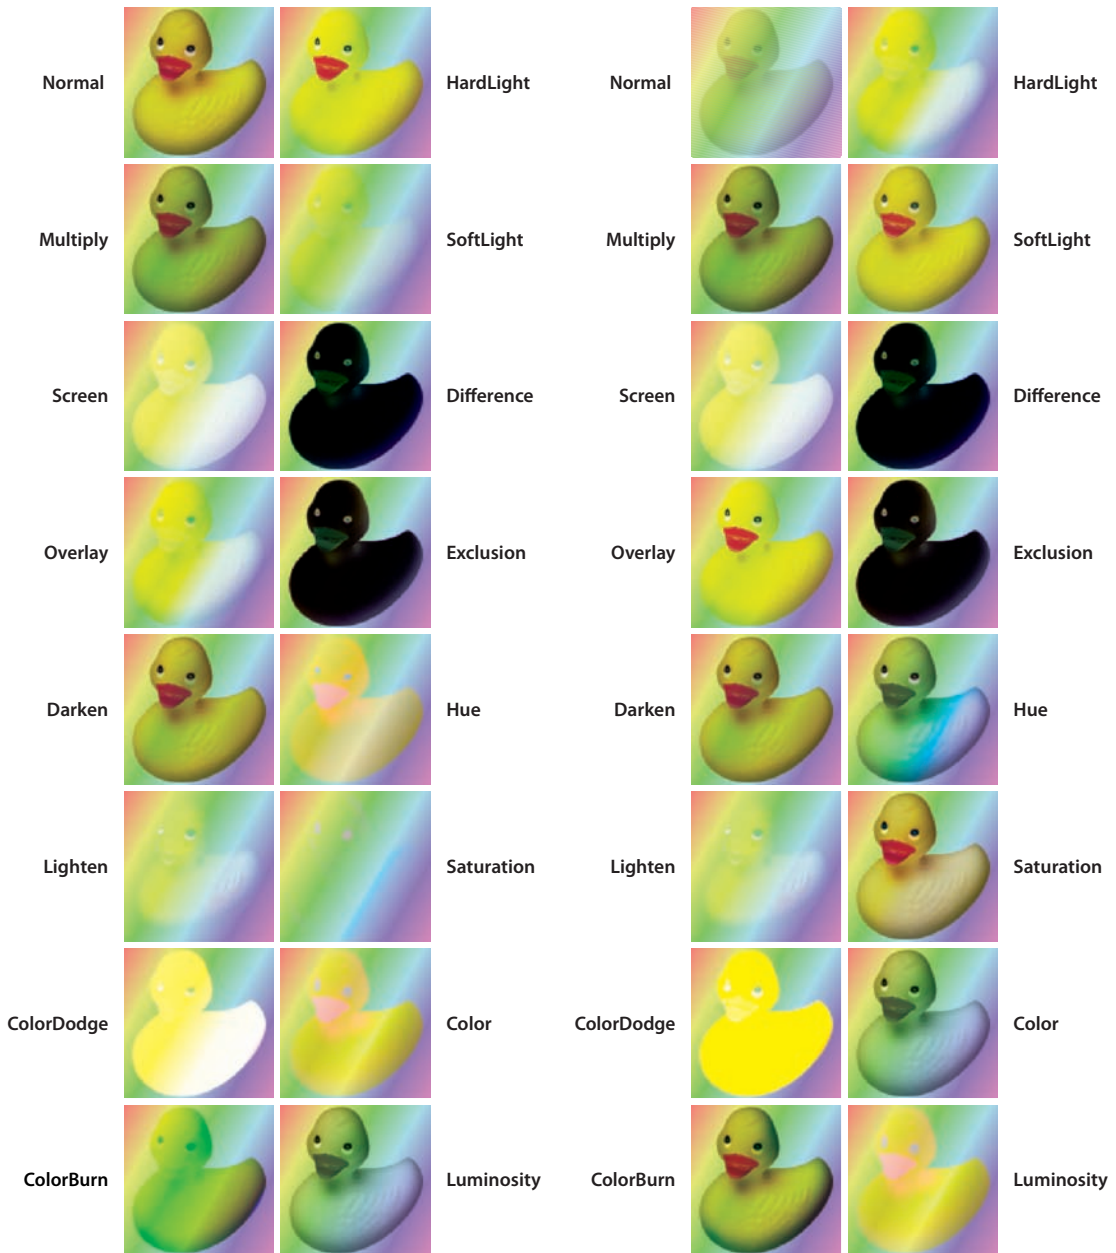 Normal HardLight Normal HardLight
Multiply SoftLight Multiply SoftLight
Screen Difference Screen Difference
Overlay Exclusion Overlay Exclusion
Darken Hue Darken Hue
Lighten Saturation Lighten Saturation
ColorDodge Color ColorDodge Color
ColorBurn Luminosity ColorBurn Luminosity